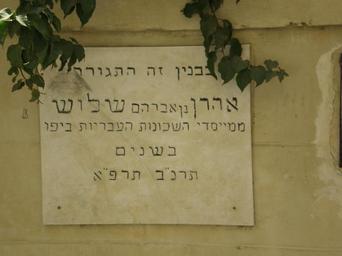 בבנין זה התגורר
אהרן בן אברהם שלוש
ממייסדי השכונות העבריות ביפו
בשנים
תרנ"ב תרפ"א